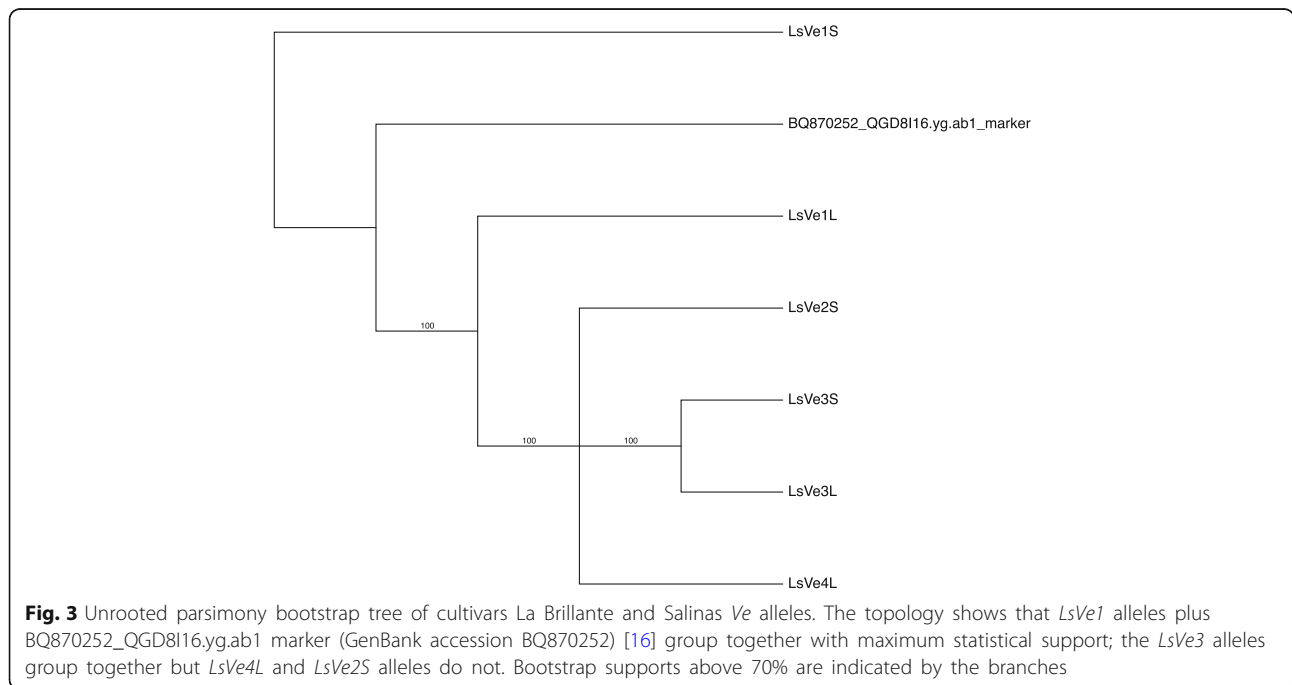 LsVe1S
BQ870252_QGD8I16.yg.ab1_marker
LsVe1L
LsVe2S
100
LsVe3S
100
100
LsVe3L
LsVe4L
Fig. 3 Unrooted parsimony bootstrap tree of cultivars La Brillante and Salinas Ve alleles. The topology shows that LsVe1 alleles plus
BQ870252_QGD8I16.yg.ab1 marker (GenBank accession BQ870252) [16] group together with maximum statistical support; the LsVe3 alleles
group together but LsVe4L and LsVe2S alleles do not. Bootstrap supports above 70% are indicated by the branches